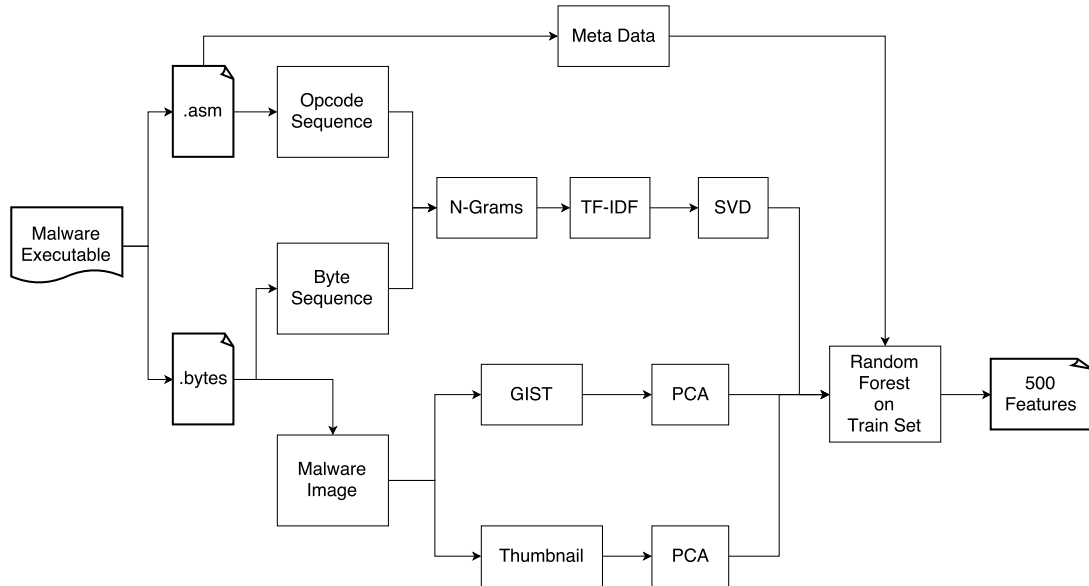 Meta Data
.asm
Opcode
Sequence
N-Grams
TF-IDF
SVD
Malware
Executable
Byte
Sequence
.bytes
GIST
PCA
Random
Forest
on
Train Set
500
Features
Malware
Image
Thumbnail
PCA